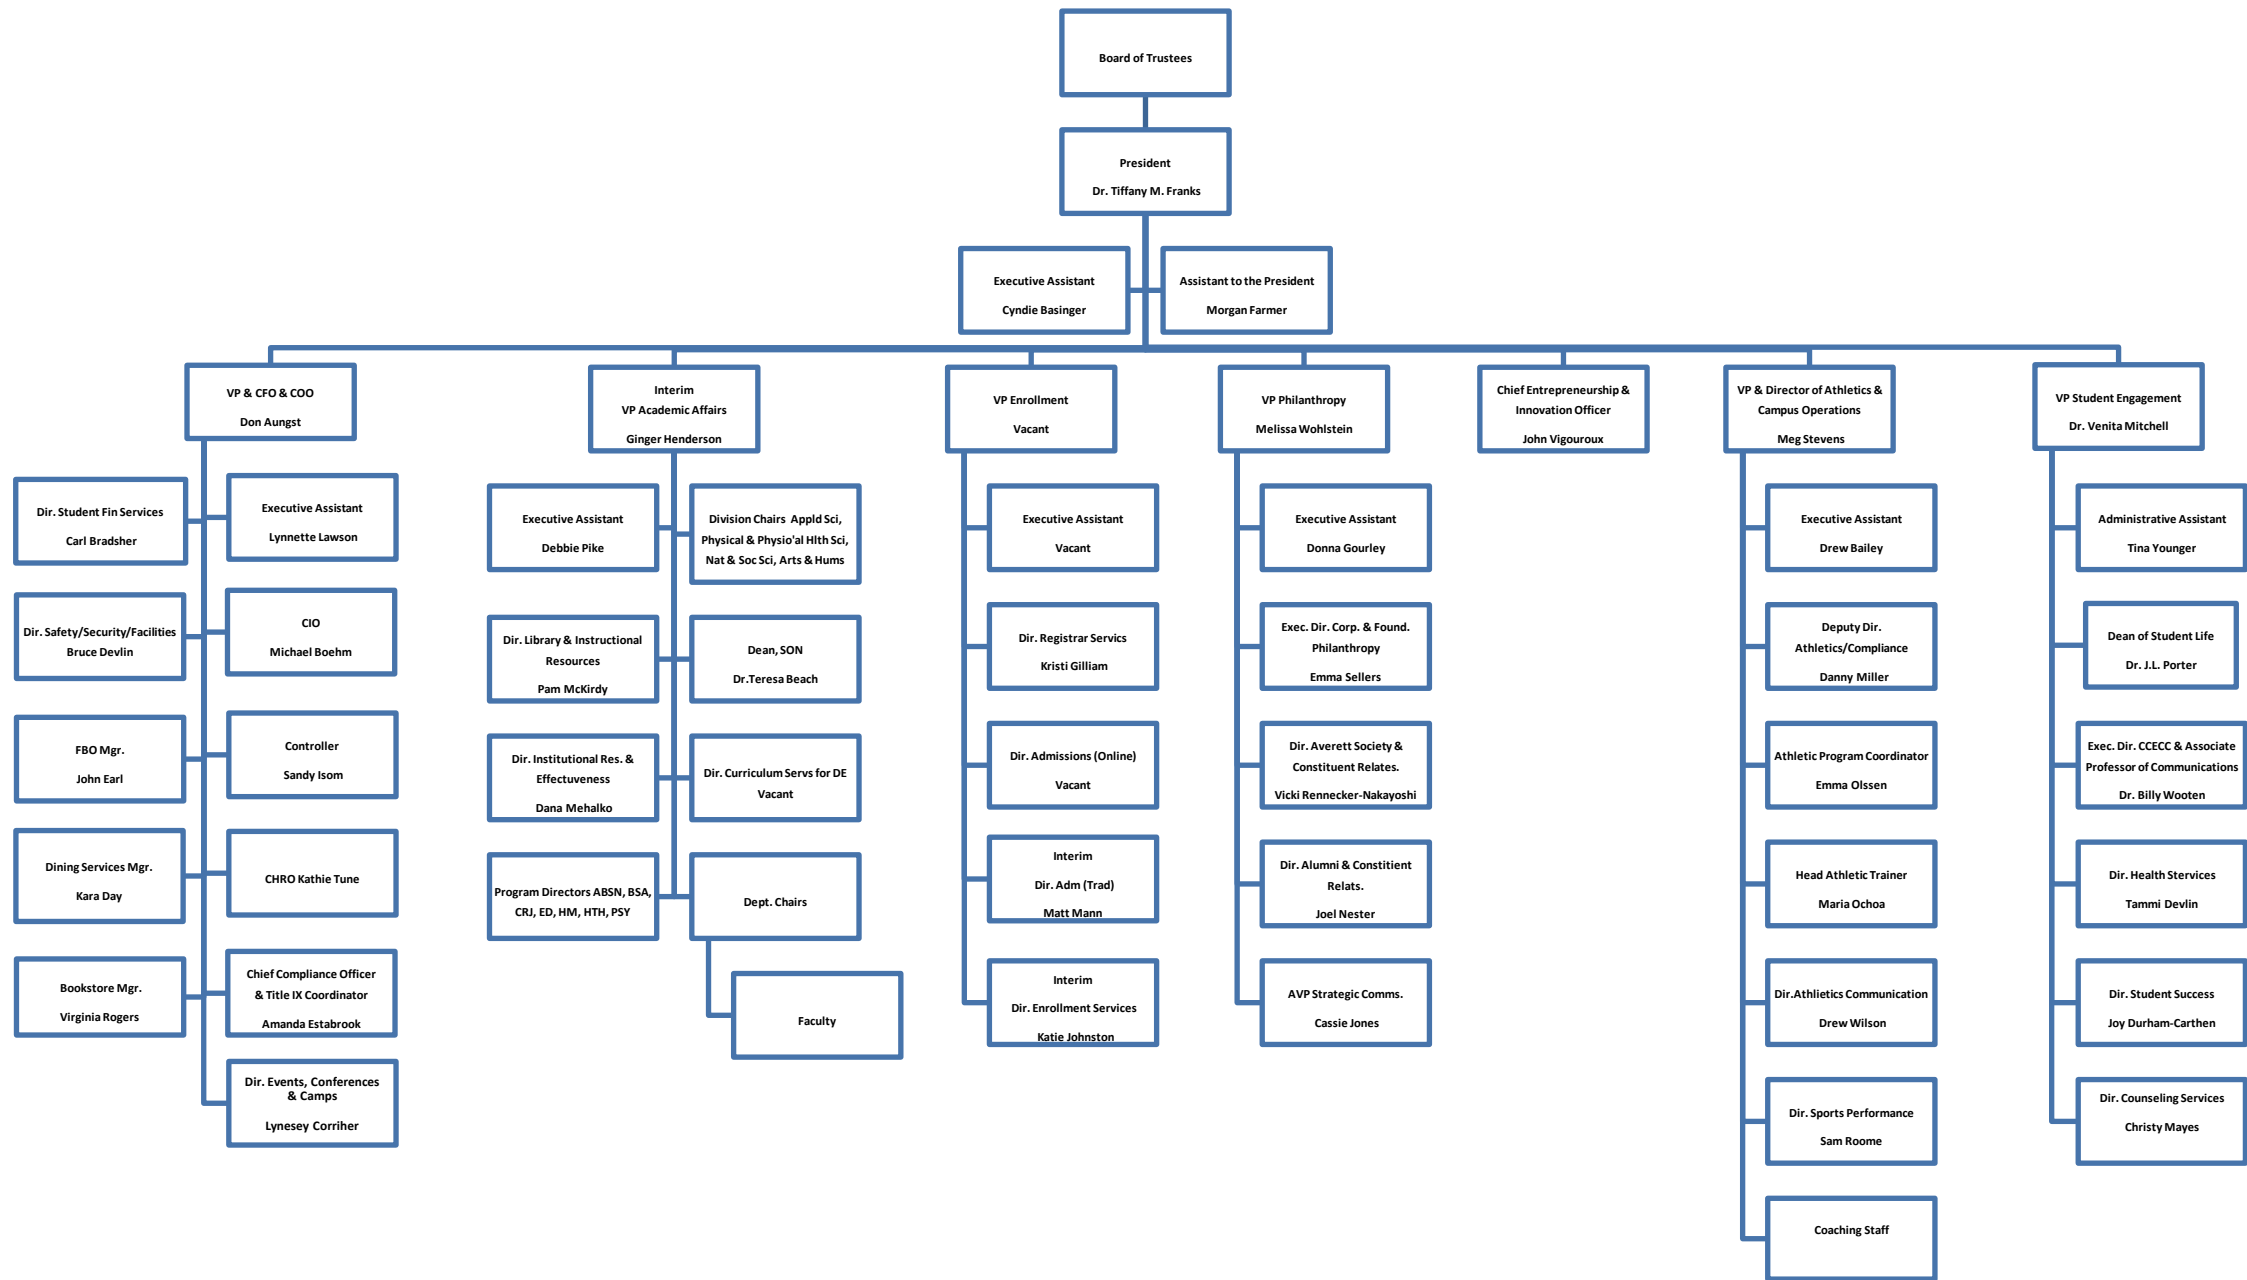 Board of Trustees
President
Dr. Tiffany M. Franks
Executive Assistant
Cyndie Basinger
Assistant to the President
Morgan Farmer
VP & CFO & COO
Don Aungst
Dir. Student Fin Services
Carl Bradsher
Executive Assistant
Lynnette Lawson
Dir. Safety/Security/Facilities
Bruce Devlin
CIO
Michael Boehm
FBO Mgr.
John Earl
Controller
Sandy Isom
Dining Services Mgr.
Kara Day
CHRO Kathie Tune
Bookstore Mgr.
Virginia Rogers
Chief Compliance Officer
& Title IX Coordinator
Amanda Estabrook
Dir. Events, Conferences
& Camps
Lynesey Corriher
Interim
VP Academic Affairs
Ginger Henderson
Executive Assistant
Debbie Pike
Division Chairs Appld Sci,
Physical & Physio'al Hlth Sci,
Nat & Soc Sci, Arts & Hums
Dir. Library & Instructional
Resources
Pam McKirdy
Dean, SON
Dr.Teresa Beach
Dir. Institutional Res. &
Effectuveness
Dana Mehalko
Dir. Curriculum Servs for DE
Vacant
Program Directors ABSN, BSA,
CRJ, ED, HM, HTH, PSY
Dept. Chairs
Faculty
VP Enrollment
Vacant
Executive Assistant
Vacant
Dir. Registrar Servics
Kristi Gilliam
Dir. Admissions (Online)
Vacant
Interim
Dir. Adm (Trad)
Matt Mann
Interim
Dir. Enrollment Services
Katie Johnston
VP Philanthropy
Melissa Wohlstein
Executive Assistant
Donna Gourley
Exec. Dir. Corp. & Found.
Philanthropy
Emma Sellers
Dir. Averett Society &
Constituent Relates.
Vicki Rennecker-Nakayoshi
Dir. Alumni & Constitient
Relats.
Joel Nester
AVP Strategic Comms.
Cassie Jones
Chief Entrepreneurship &
Innovation Officer
John Vigouroux
VP & Director of Athletics &
Campus Operations
Meg Stevens
Executive Assistant
Drew Bailey
Deputy Dir.
Athletics/Compliance
Danny Miller
Athletic Program Coordinator
Emma Olssen
Head Athletic Trainer
Maria Ochoa
Dir.Athlietics Communication
Drew Wilson
Dir. Sports Performance
Sam Roome
Coaching Staff
VP Student Engagement
Dr. Venita Mitchell
Administrative Assistant
Tina Younger
Dean of Student Life
Dr. J.L. Porter
Exec. Dir. CCECC & Associate
Professor of Communications
Dr. Billy Wooten
Dir. Health Stervices
Tammi Devlin
Dir. Student Success
Joy Durham-Carthen
Dir. Counseling Services
Christy Mayes